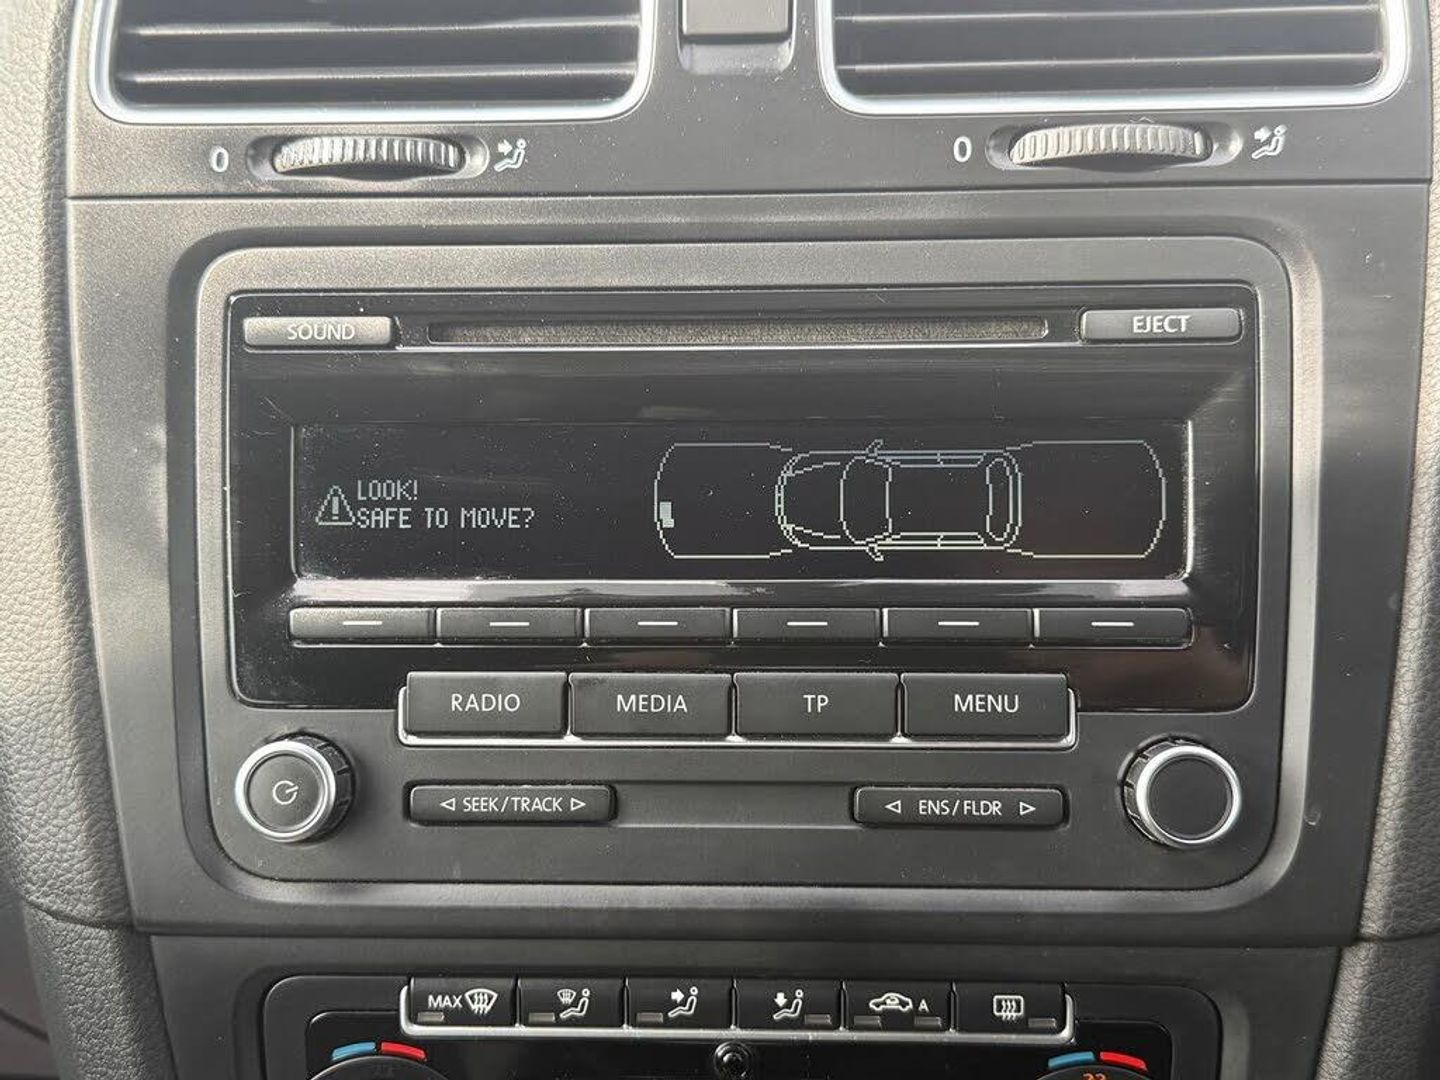 0
0
SOUND
EJECT
LOOK!
SAFE TO MOVE?
RADIO
MEDIA
TP
MENU
SEEK/TRACK
ENS/FLDR
MAX
A